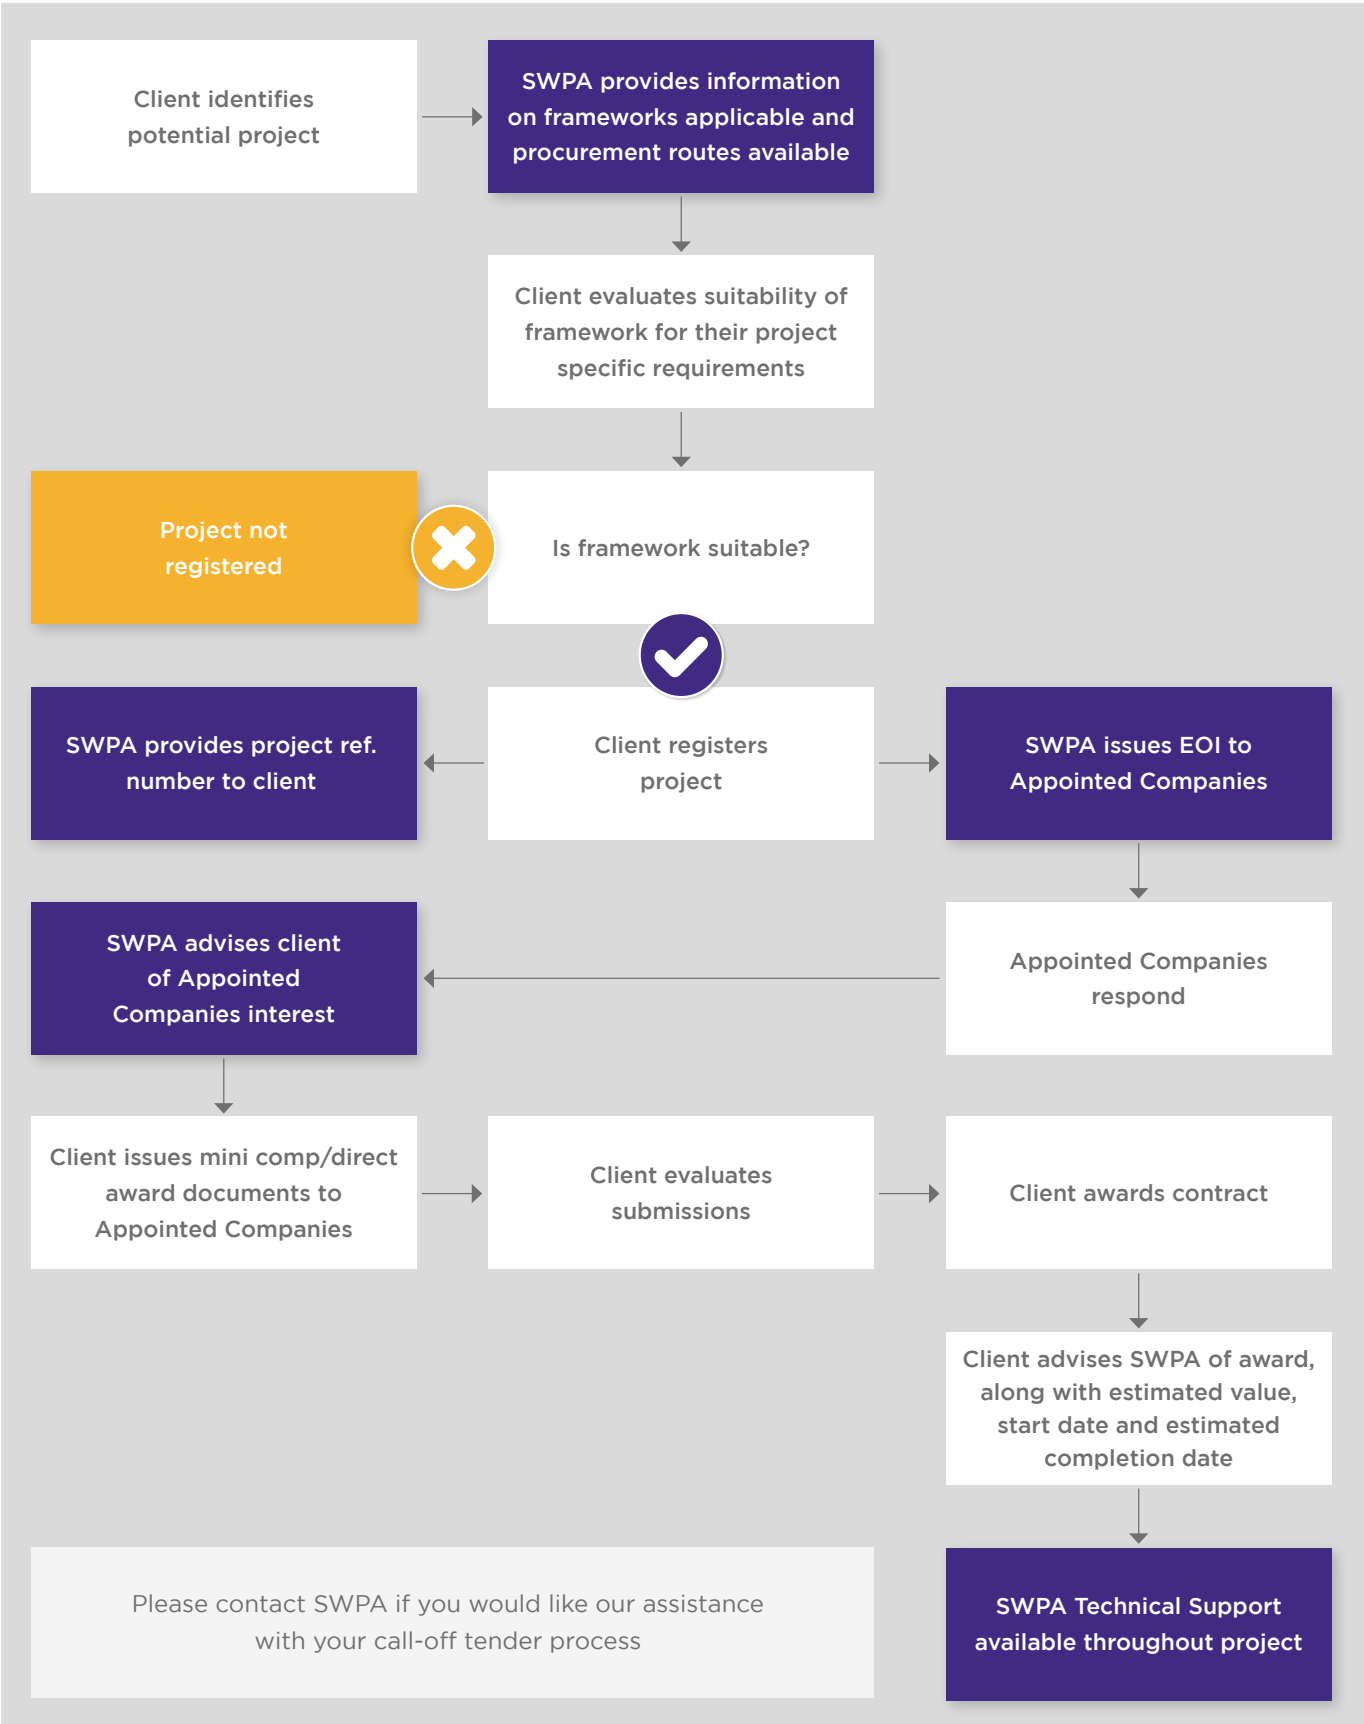 Client identifies
potential project
SWPA provides information
on frameworks applicable and
procurement routes available
Client evaluates suitability of
framework for their project
specific requirements
Project not
registered
Is framework suitable?
SWPA provides project ref.
number to client
Client registers
project
SWPA issues EOI to
Appointed Companies
SWPA advises client
of Appointed
Companies interest
Appointed Companies
respond
Client issues mini comp/direct
award documents to
Appointed Companies
Client evaluates
submissions
Client awards contract
Client advises SWPA of award,
along with estimated value,
start date and estimated
completion date
Please contact SWPA if you would like our assistance
with your call-off tender process
SWPA Technical Support
available throughout project